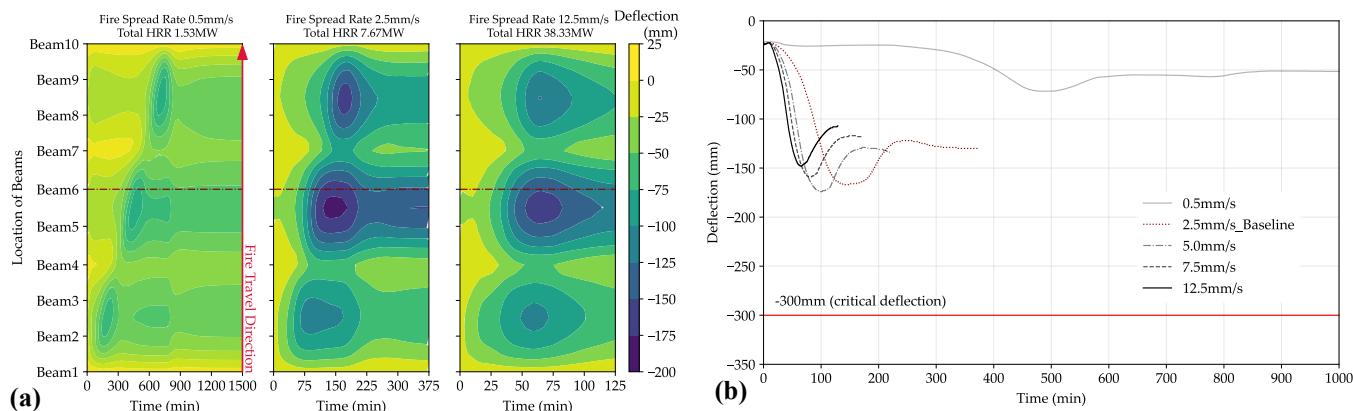 Fire Spread Rate 0.5mm/s
Total HRR 1.53MW
Fire Spread Rate 2.5mm/s
Total HRR 7.67MW
Fire Spread Rate 12.5mm/s
Total HRR 38.33MW
Deflection
(mm)
Location of Beams
Beam10
Beam9
Beam8
Beam7
Beam6
Beam5
Beam4
Beam3
Beam2
Beam1
Fire Travel Direction
0 300 600 900 1200 1500
Time (min)
0 75 150 225 300 375
Time (min)
0 25 50 75 100 125
Time (min)
25
0
−25
−50
−75
−100
−125
−150
−175
−200
(a)
Deflection (mm)
0
−50
−100
−150
−200
−250
−300
−350
0.5mm/s
2.5mm/s_Baseline
5.0mm/s
7.5mm/s
12.5mm/s
-300mm (critical deflection)
0 100 200 300 400 500 600 700 800 900 1000
Time (min)
(b)